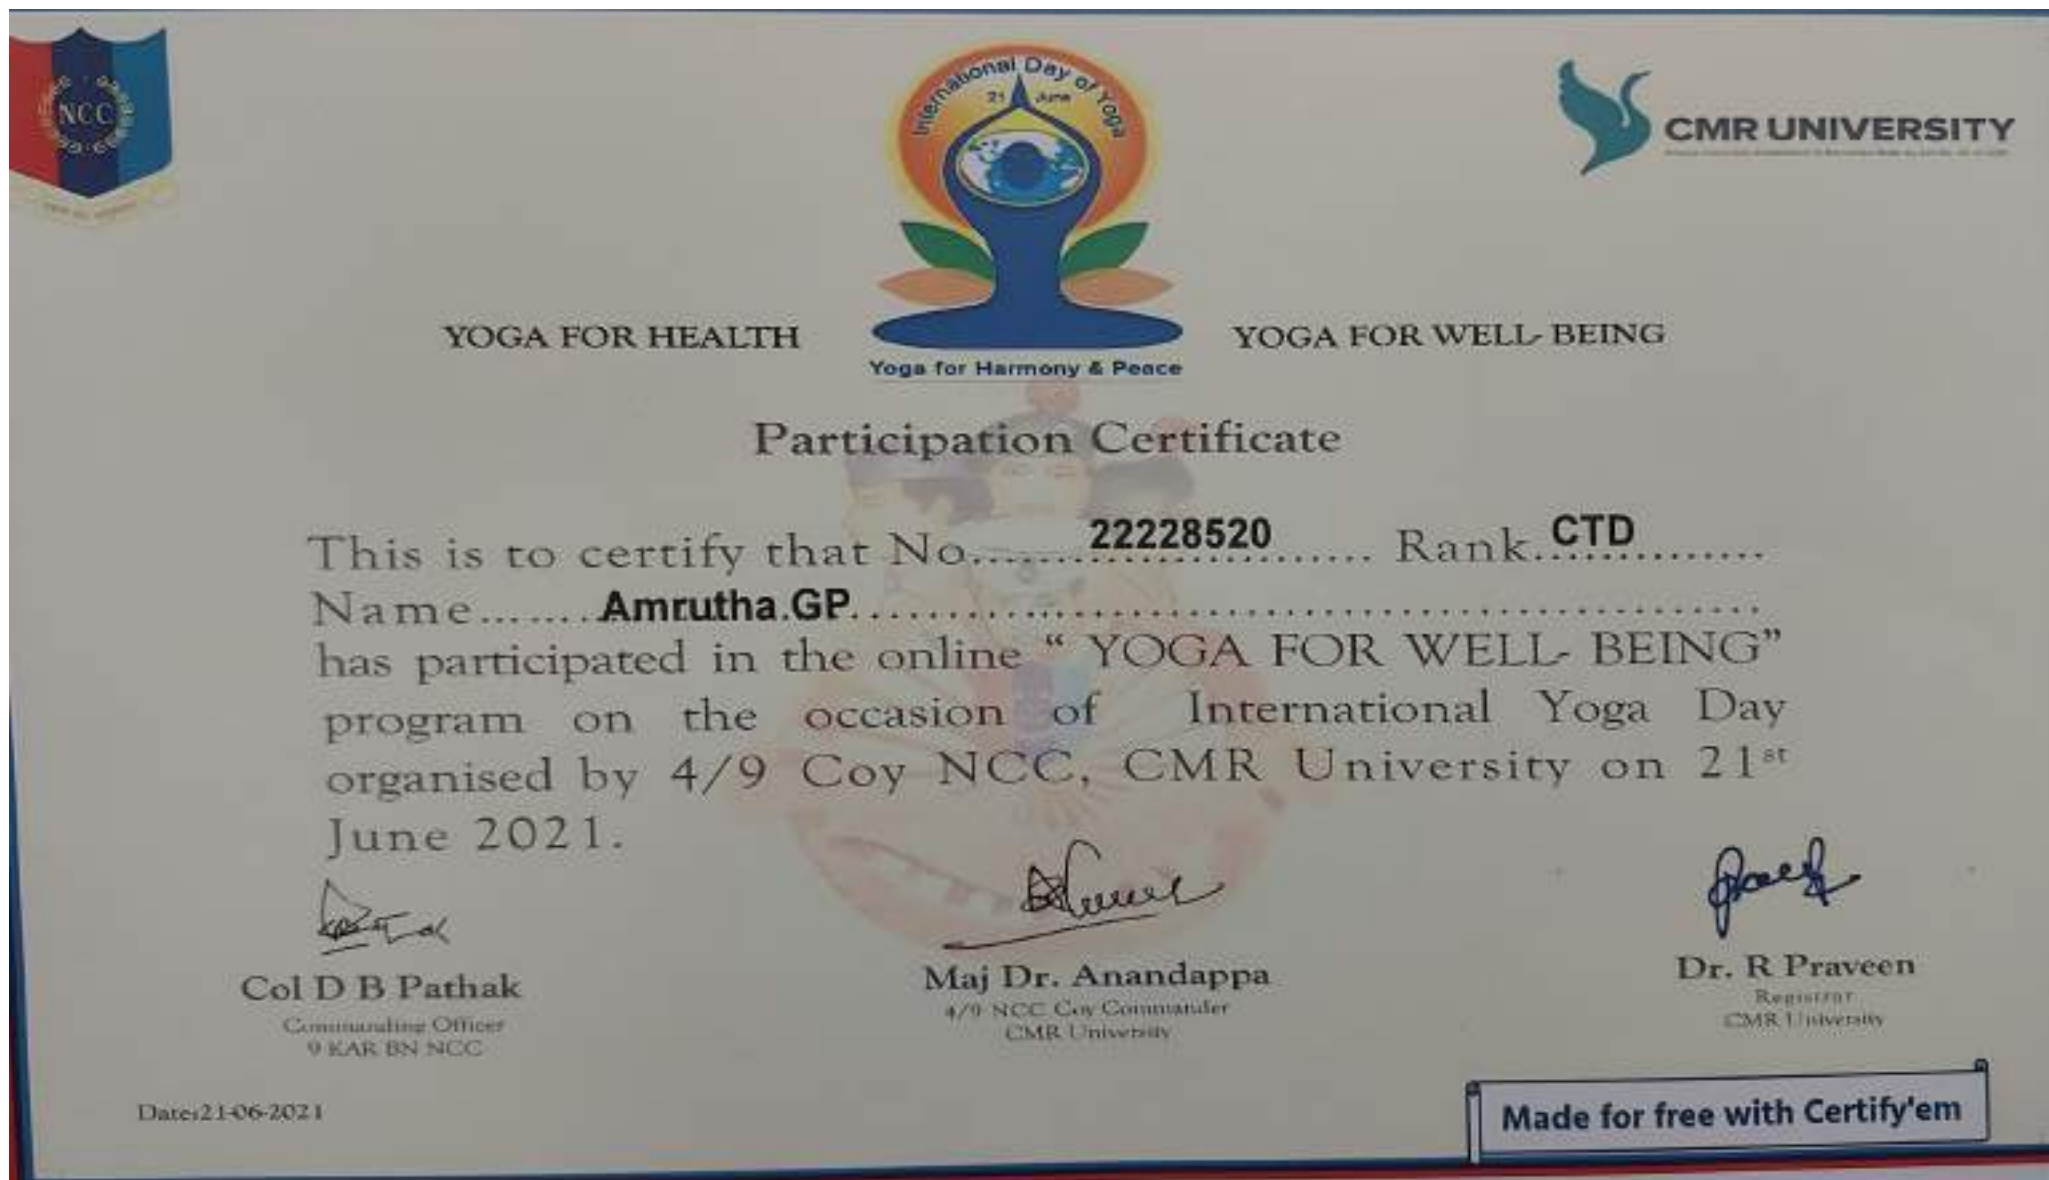 NCC
International Day of Yoga
21 June
CMR UNIVERSITY
YOGA FOR HEALTH
YOGA FOR WELL- BEING
Yoga for Harmony & Peace
Participation Certificate
This is to certify that No.......22228520........ Rank.CTD...............
Name.......Amrutha.GP..................................................
has participated in the online “ YOGA FOR WELL- BEING”
program on the occasion of International Yoga Day
organised by 4/9 Coy NCC, CMR University on 21st
June 2021.
Col D B Pathak
Commanding Officer
9 KAR BN NCC
Maj Dr. Anandappa
4/9 NCC Coy Commander
CMR University
Dr. R Praveen
Registrar
CMR University
Date:21-06-2021
Made for free with Certify'em